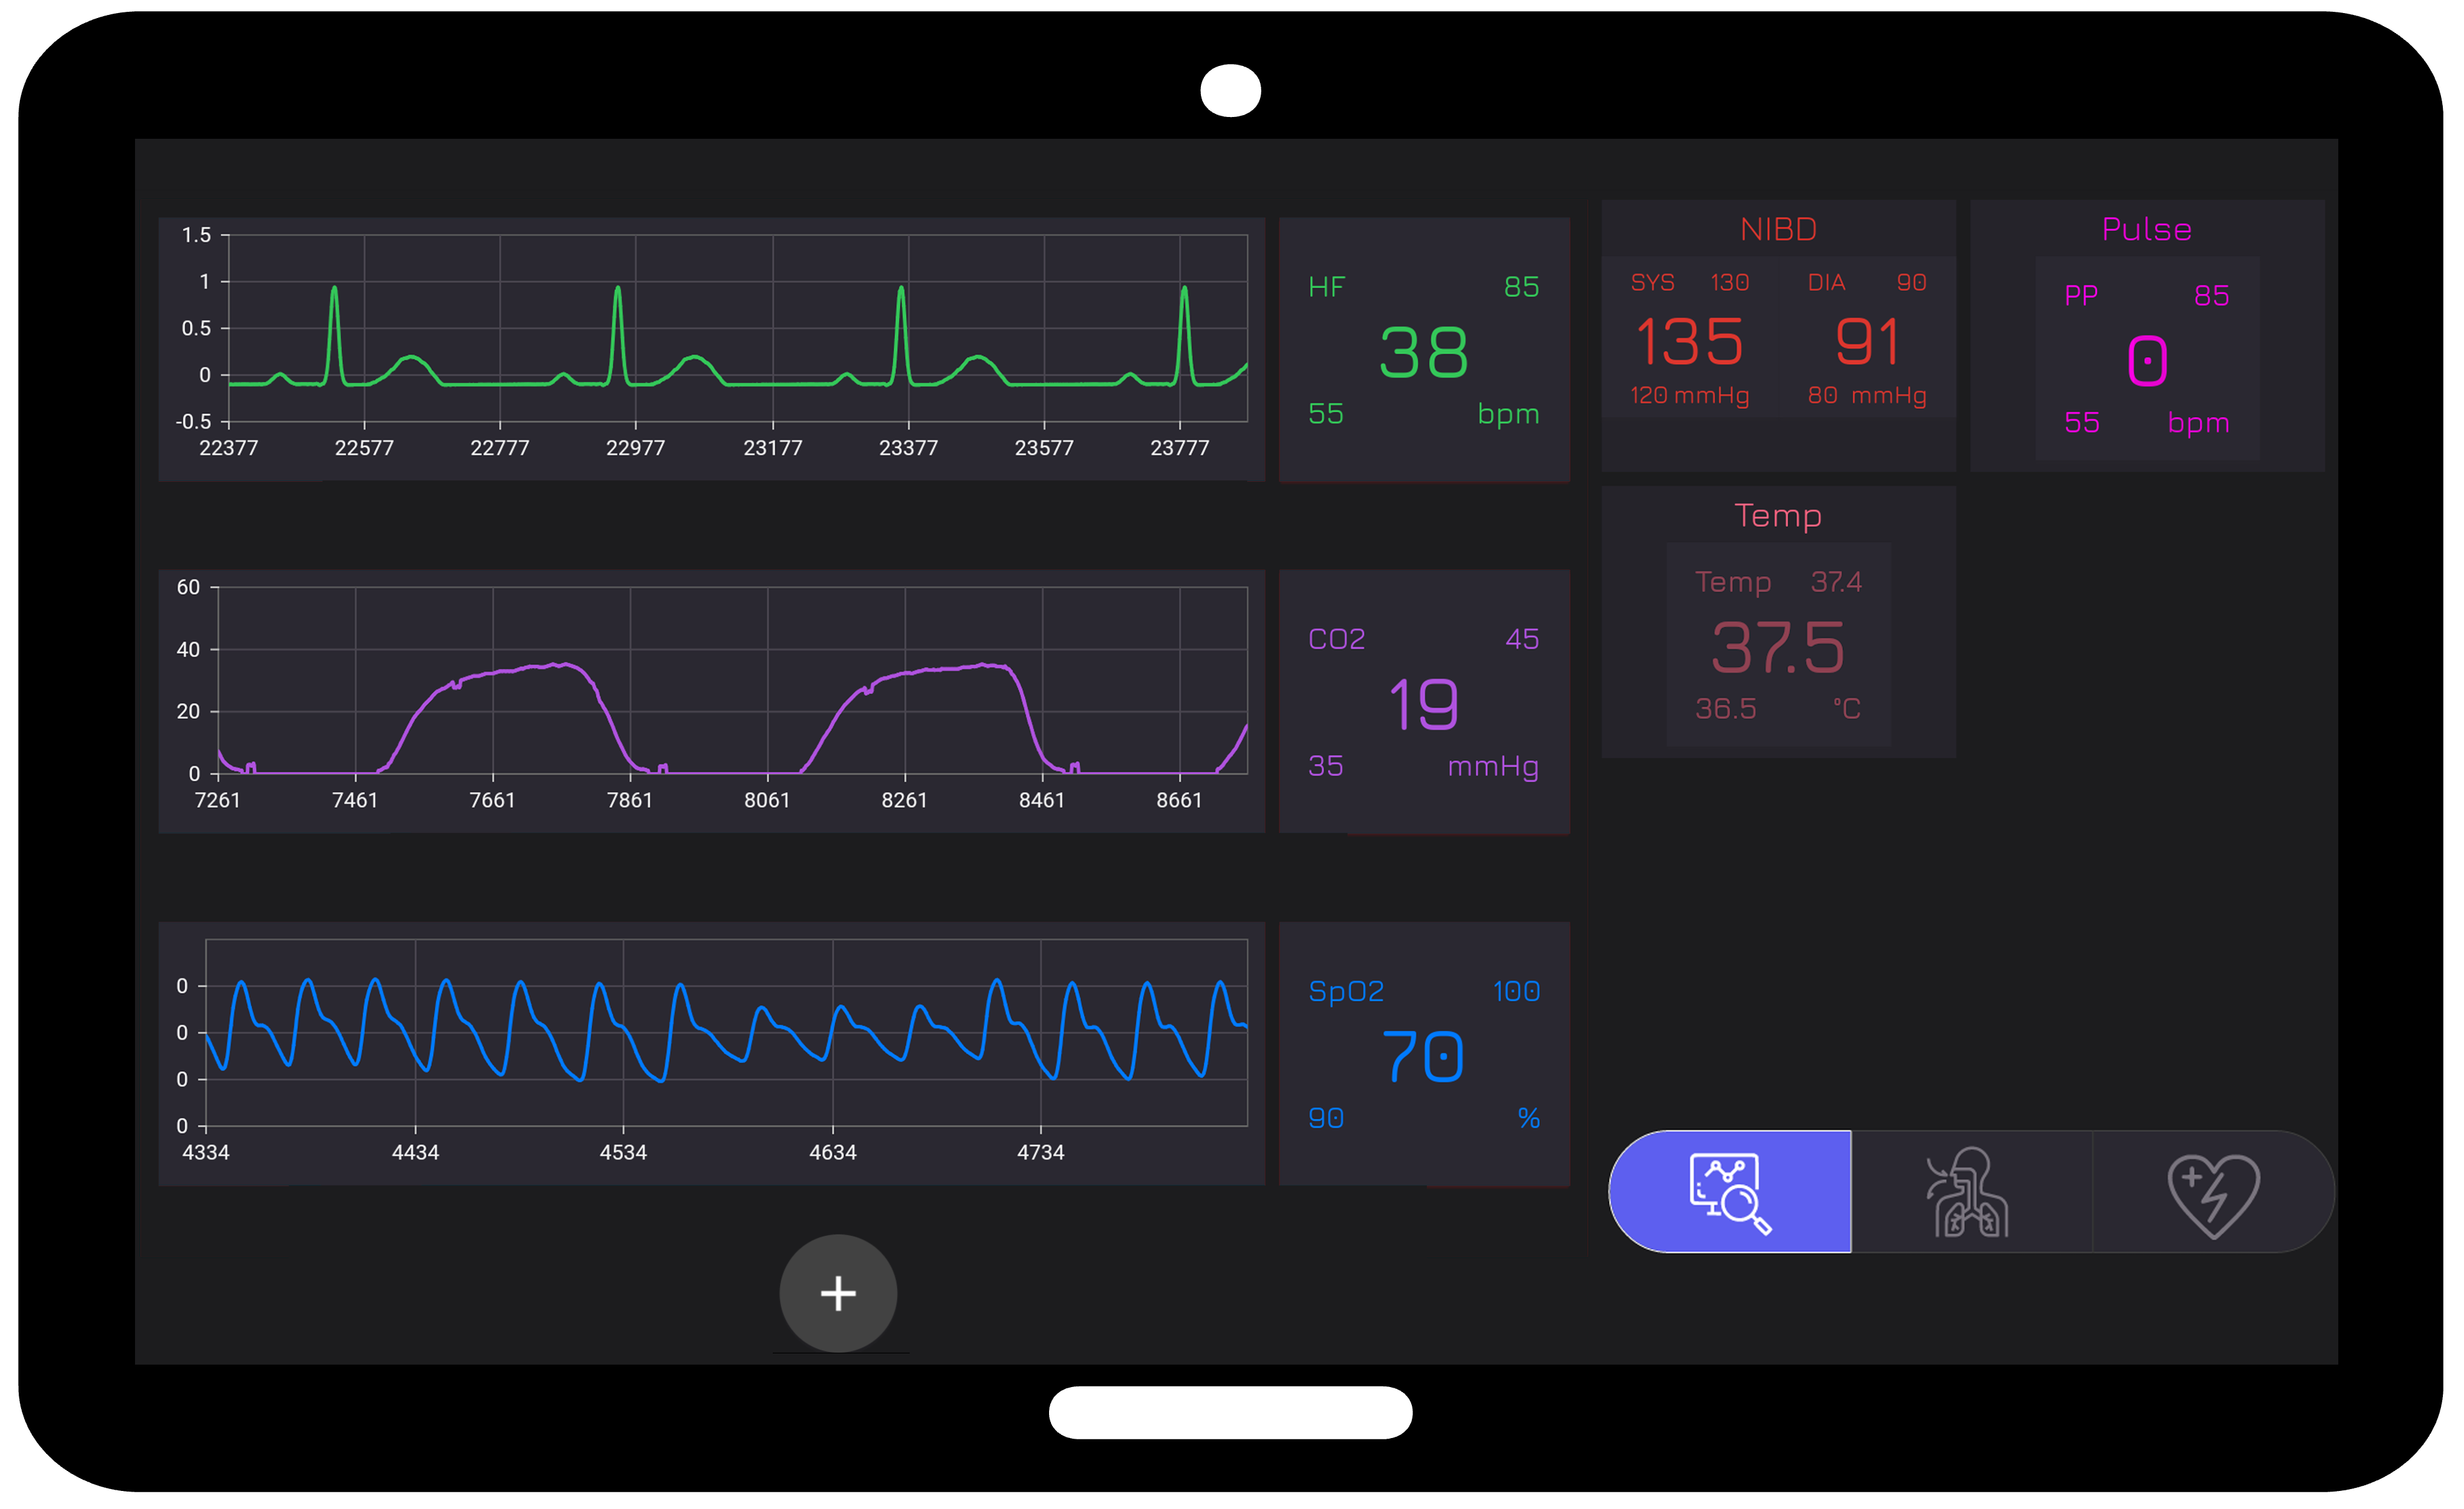 1.5
1
0.5
0
-0.5
22377 22577 22777 22977 23177 23377 23577 23777
HF 85
38
55 bpm
NIBD
SYS 130 DIA 90
135 91
120 mmHg 80 mmHg
Pulse
PP 85
0
55 bpm
Temp
Temp 37.4
37.5
36.5 °C
60
40
20
0
7261 7461 7661 7861 8061 8261 8461 8661
CO2 45
19
35 mmHg
0
0
0
0
4334 4434 4534 4634 4734
SpO2 100
70
90 %
+